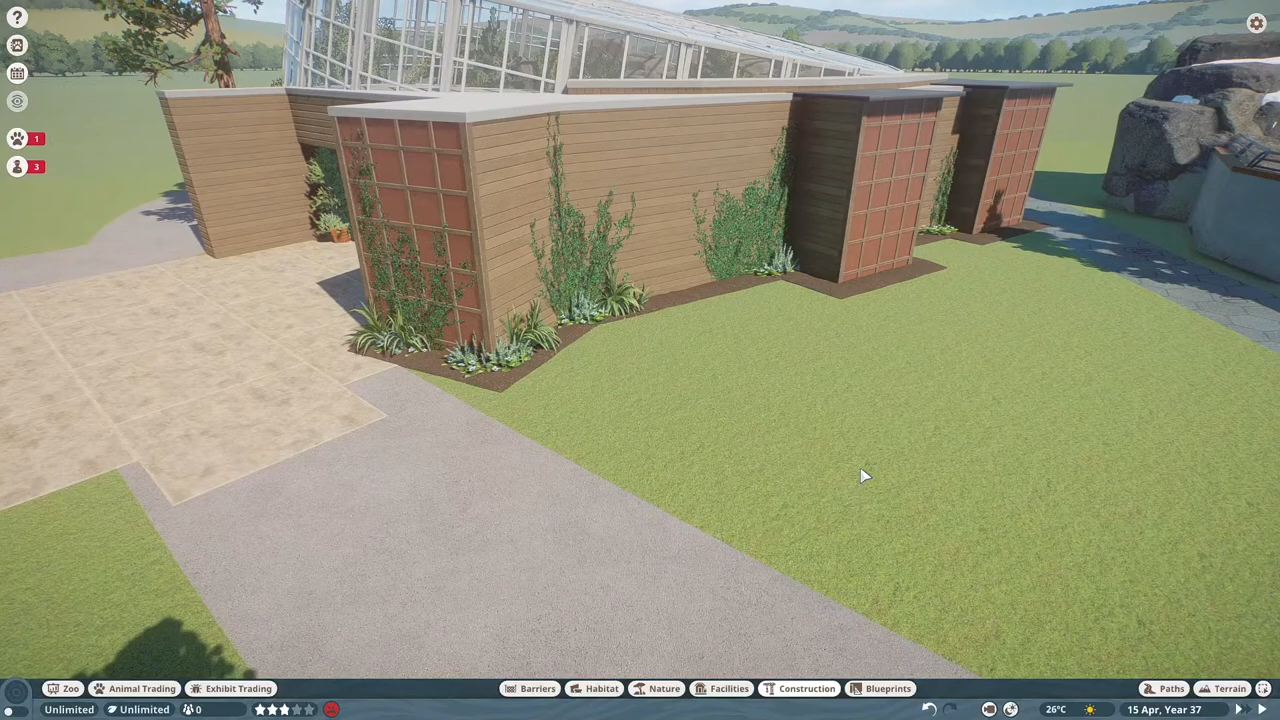 ?
1
3
Zoo Animal Trading Exhibit Trading Barriers Habitat Nature Facilities Construction Blueprints Paths Terrain
Unlimited Unlimited 0 26°C 15 Apr, Year 37